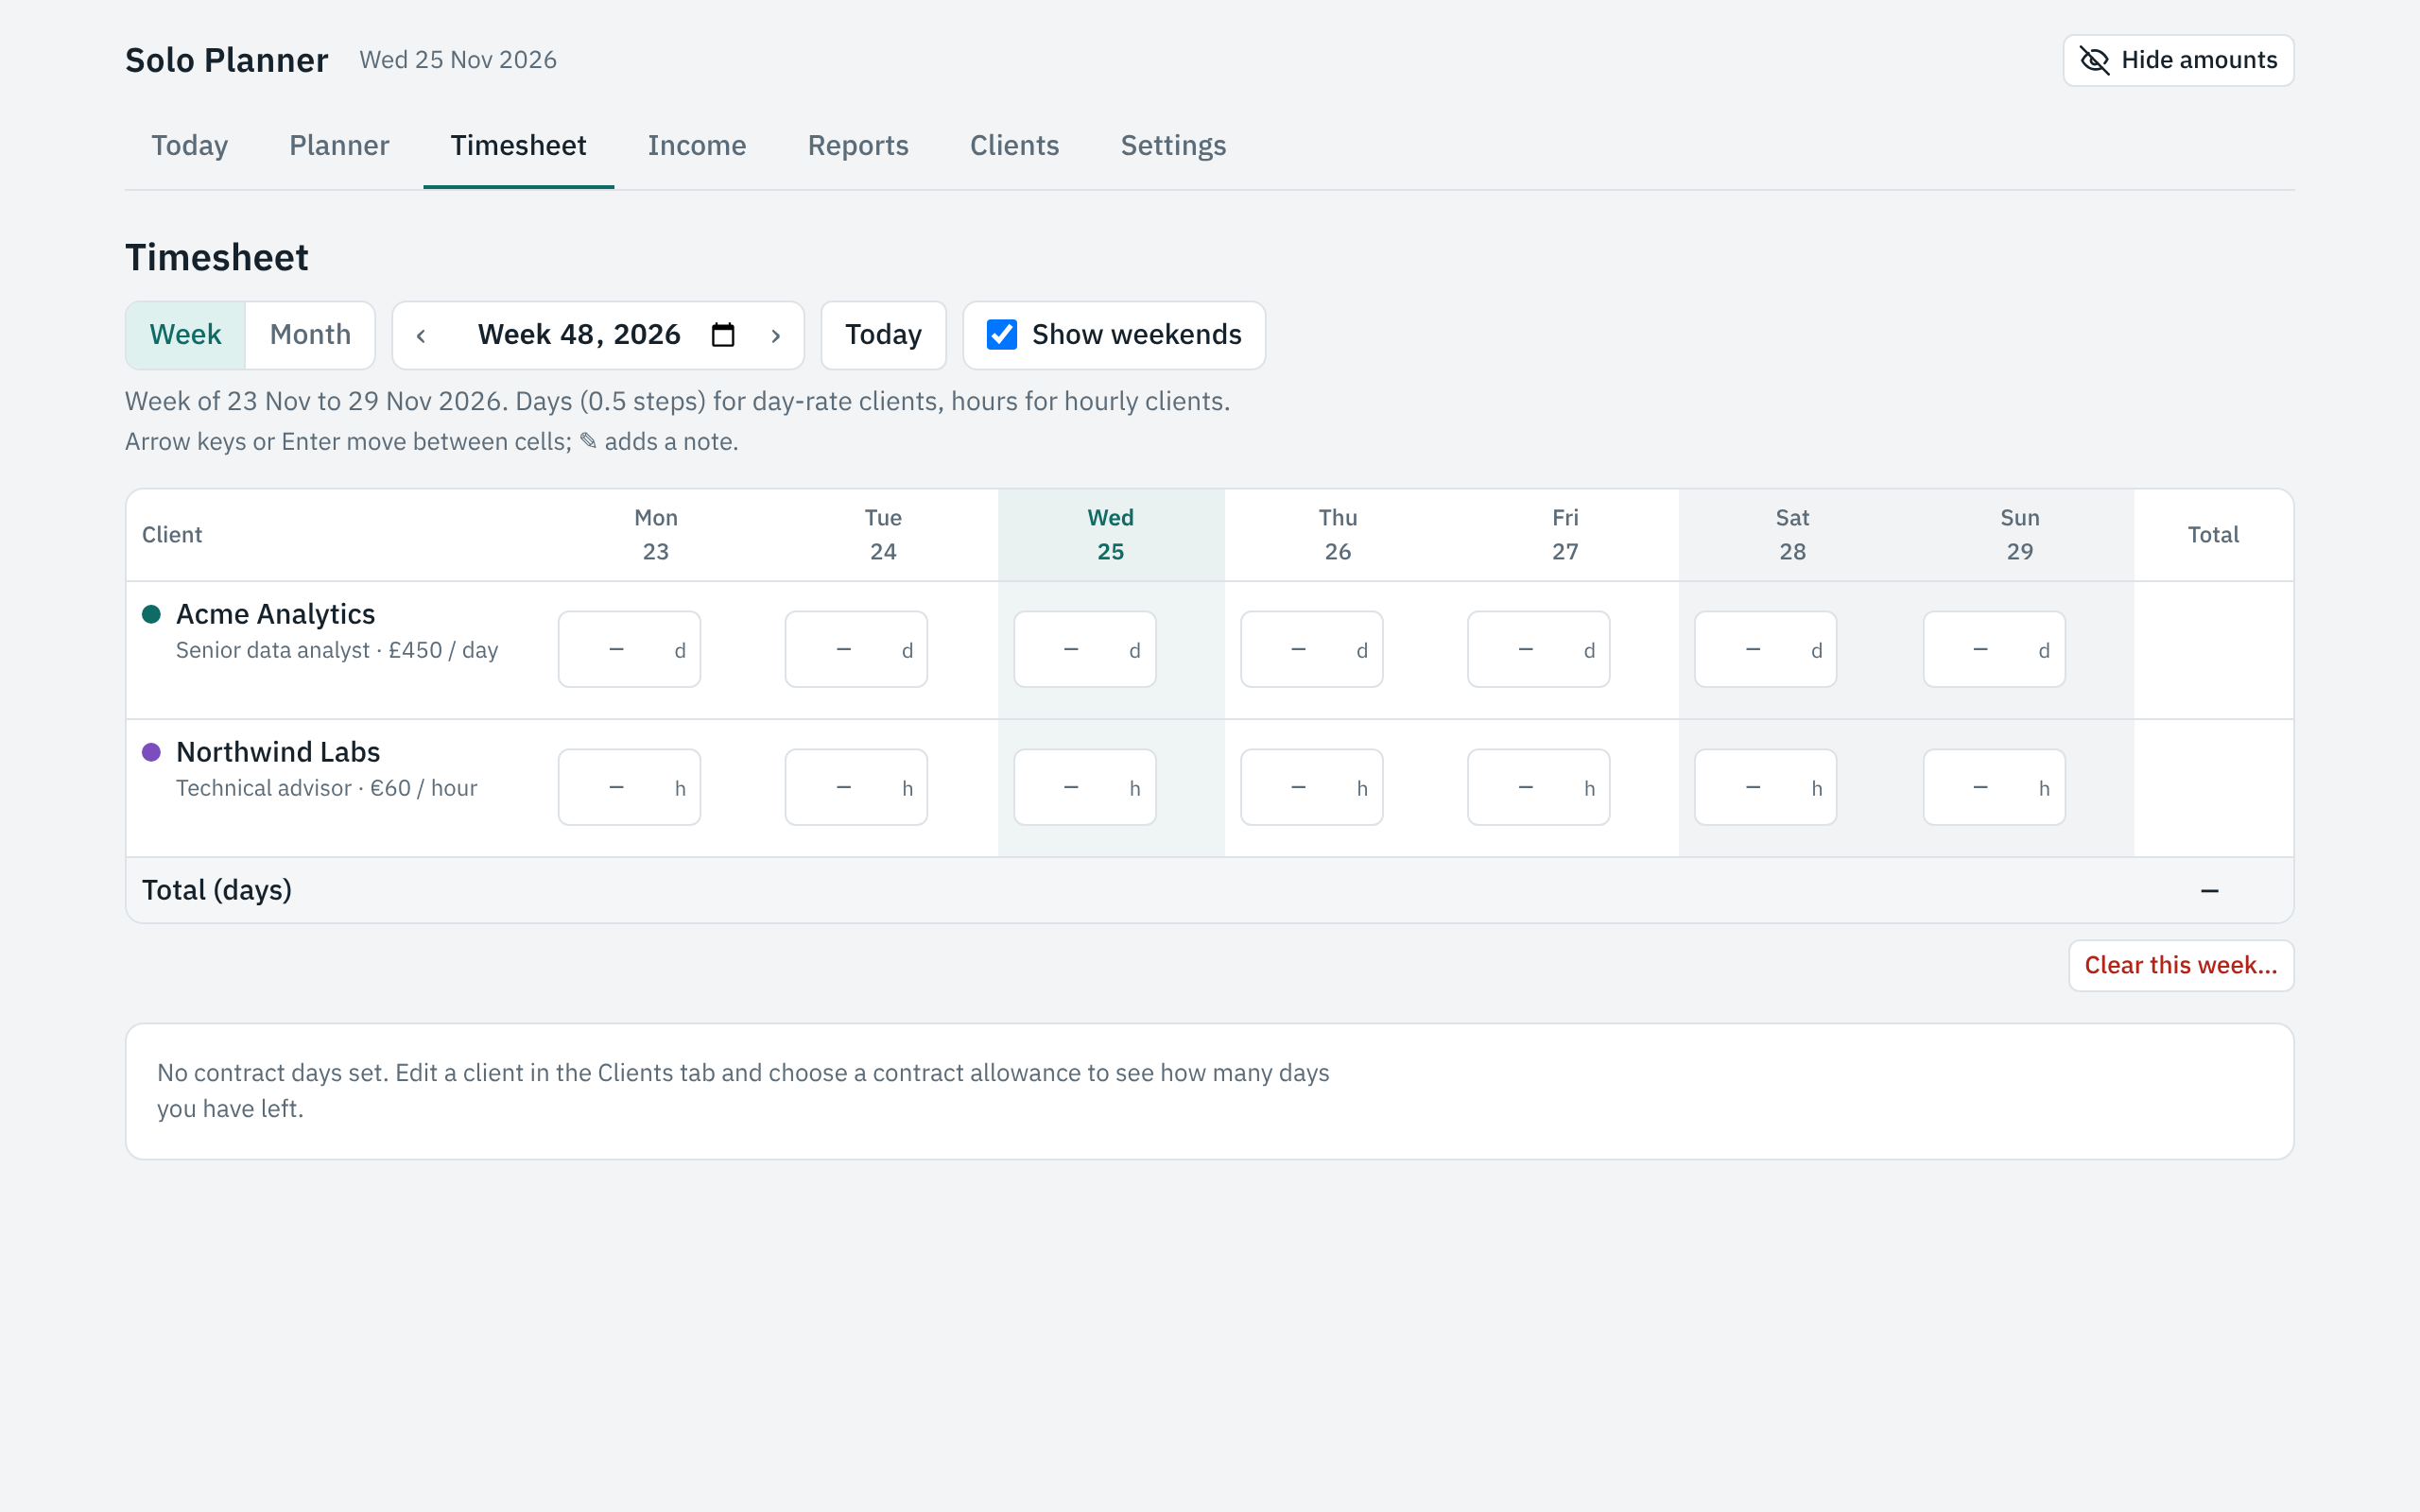 Solo Planner Wed 25 Nov 2026 Hide amounts
Today Planner Timesheet Income Reports Clients Settings
Timesheet
Week Month ‹ Week 48, 2026 › Today Show weekends
Week of 23 Nov to 29 Nov 2026. Days (0.5 steps) for day-rate clients, hours for hourly clients.
Arrow keys or Enter move between cells; ✎ adds a note.
Client Mon Tue Wed Thu Fri Sat Sun Total
23 24 25 26 27 28 29
Acme Analytics
Senior data analyst · £450 / day – d – d – d – d – d – d – d
Northwind Labs
Technical advisor · €60 / hour – h – h – h – h – h – h – h
Total (days) –
Clear this week...
No contract days set. Edit a client in the Clients tab and choose a contract allowance to see how many days
you have left.